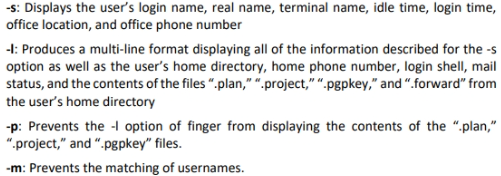 -s: Displays the user's login name, real name, terminal name, idle time, login time,
office location, and office phone number
-l: Produces a multi-line format displaying all of the information described for the -s
option as well as the user's home directory, home phone number, login shell, mail
status, and the contents of the files “.plan,” “.project,” “.pgpkey,” and “.forward” from
the user's home directory
-p: Prevents the -l option of finger from displaying the contents of the “.plan,”
“.project,” and “.pgpkey” files.
-m: Prevents the matching of usernames.